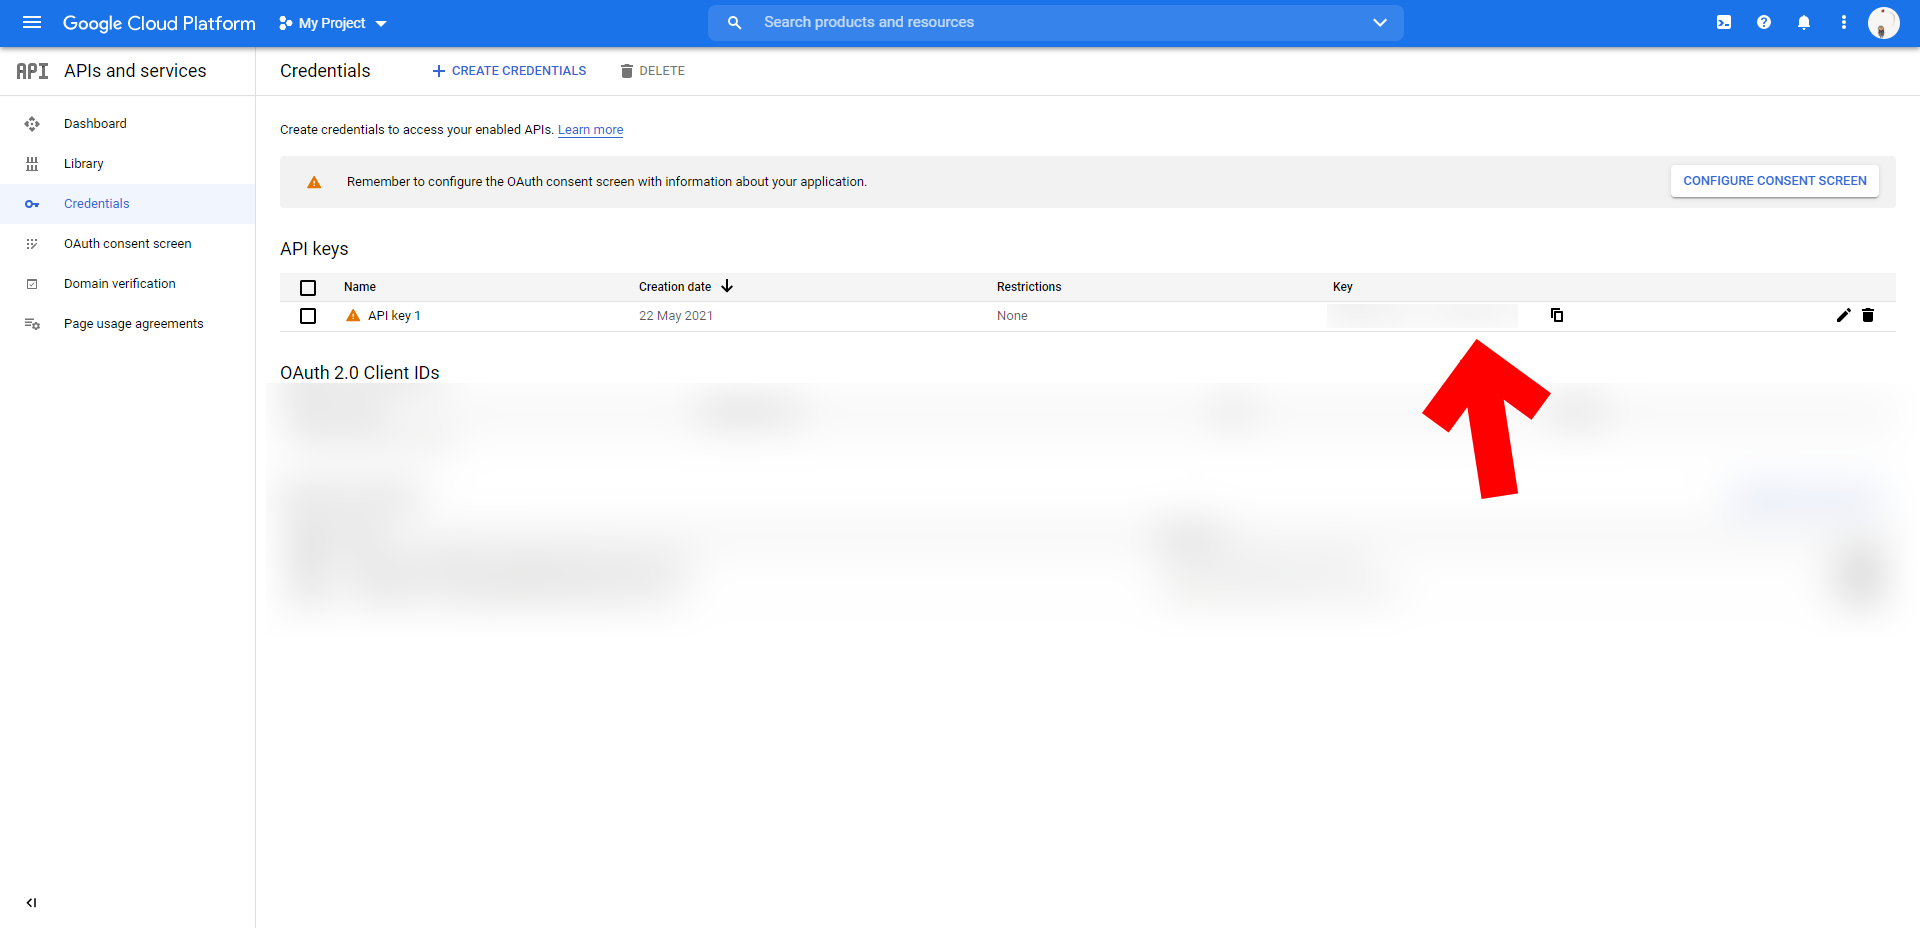 Google Cloud Platform
My Project
Search products and resources
API APIs and services
Credentials
CREATE CREDENTIALS
DELETE
Dashboard
Library
Credentials
OAuth consent screen
Domain verification
Page usage agreements
Create credentials to access your enabled APIs. Learn more
Remember to configure the OAuth consent screen with information about your application.
CONFIGURE CONSENT SCREEN
API keys
Name Creation date Restrictions Key
API key 1 22 May 2021 None
OAuth 2.0 Client IDs